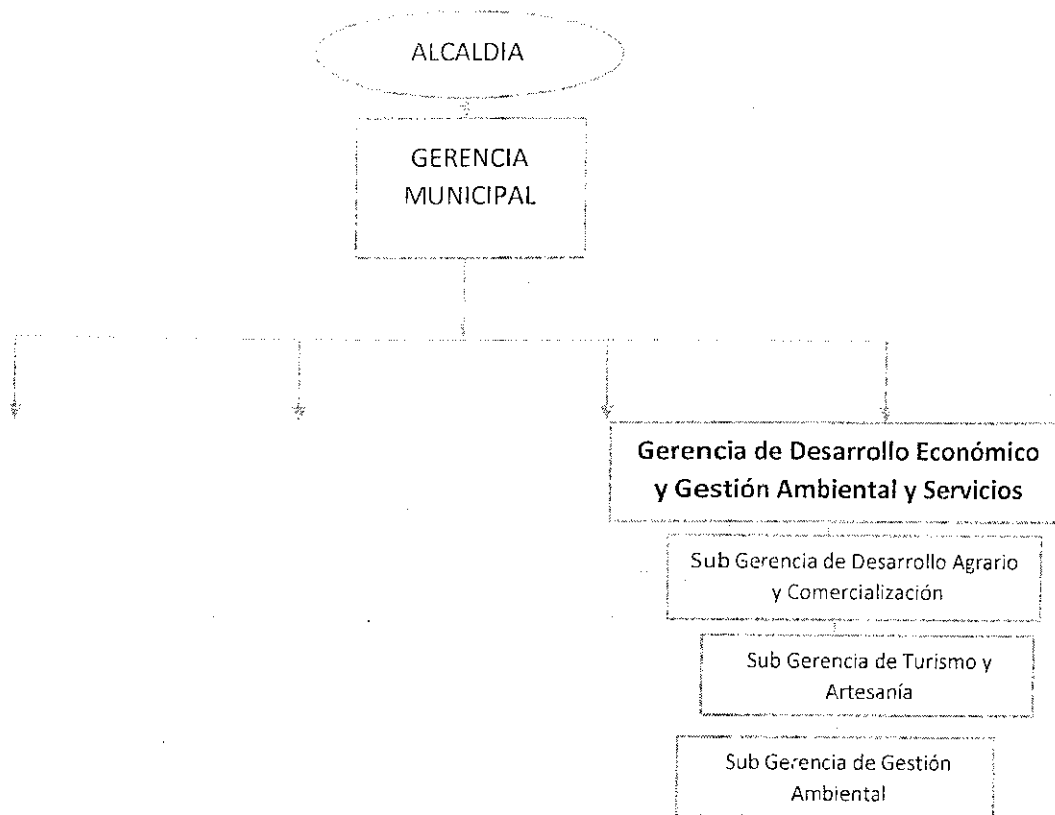 ALCALDIA
GERENCIA
MUNICIPAL
Gerencia de Desarrollo Económico
y Gestión Ambiental y Servicios
Sub Gerencia de Desarrollo Agrario
y Comercialización
Sub Gerencia de Turismo y
Artesanía
Sub Gerencia de Gestión
Ambiental